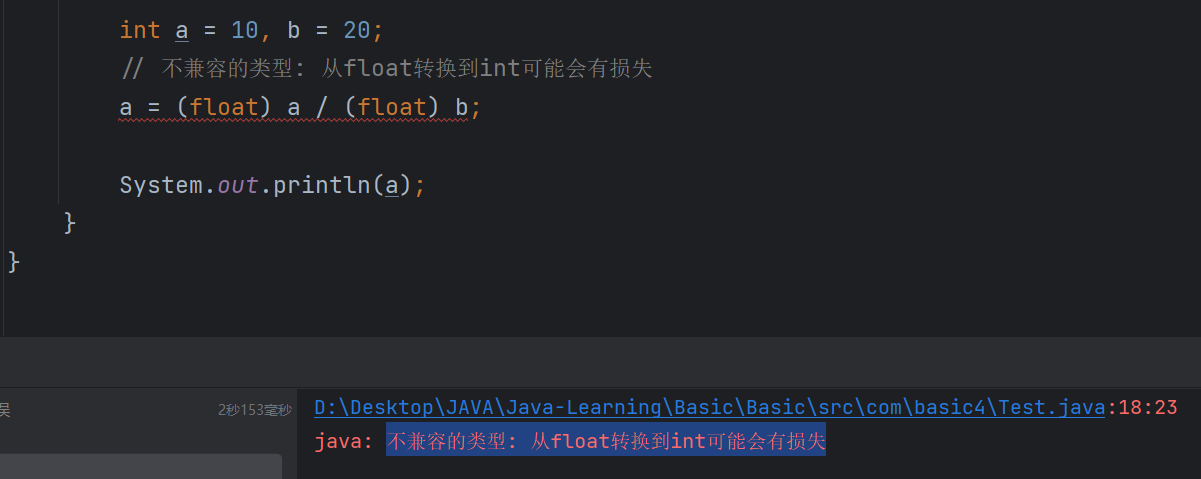 int a = 10, b = 20;
// 不兼容的类型: 从float转换到int可能会有损失
a = (float) a / (float) b;
System.out.println(a);
}
}
2秒153毫秒
D:\Desktop\JAVA\Java-Learning\Basic\Basic\src\com\basic4\Test.java:18:23
java: 不兼容的类型: 从float转换到int可能会有损失